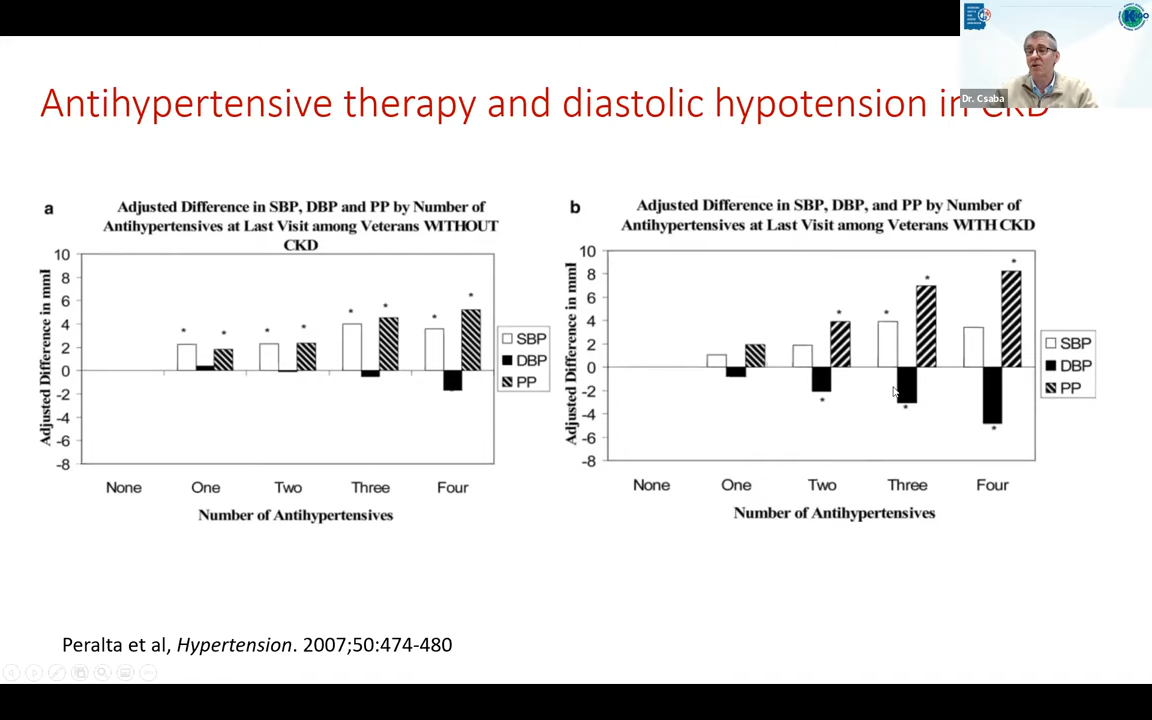 Antihypertensive therapy and diastolic hypotension in CKD
Dr. Csaba
a
Adjusted Difference in SBP, DBP and PP by Number of
Antihypertensives at Last Visit among Veterans WITHOUT
CKD
Adjusted Difference in mmI
10
8
6
4
2
0
-2
-4
-6
-8
* * * * * * * *
SBP
DBP
PP
None One Two Three Four
Number of Antihypertensives
b
Adjusted Difference in SBP, DBP, and PP by Number of
Antihypertensives at Last Visit among Veterans WITH CKD
Adjusted Difference in mmI
10
8
6
4
2
0
-2
-4
-6
-8
* * * * * * *
SBP
DBP
PP
None One Two Three Four
Number of Antihypertensives
Peralta et al, Hypertension. 2007;50:474-480